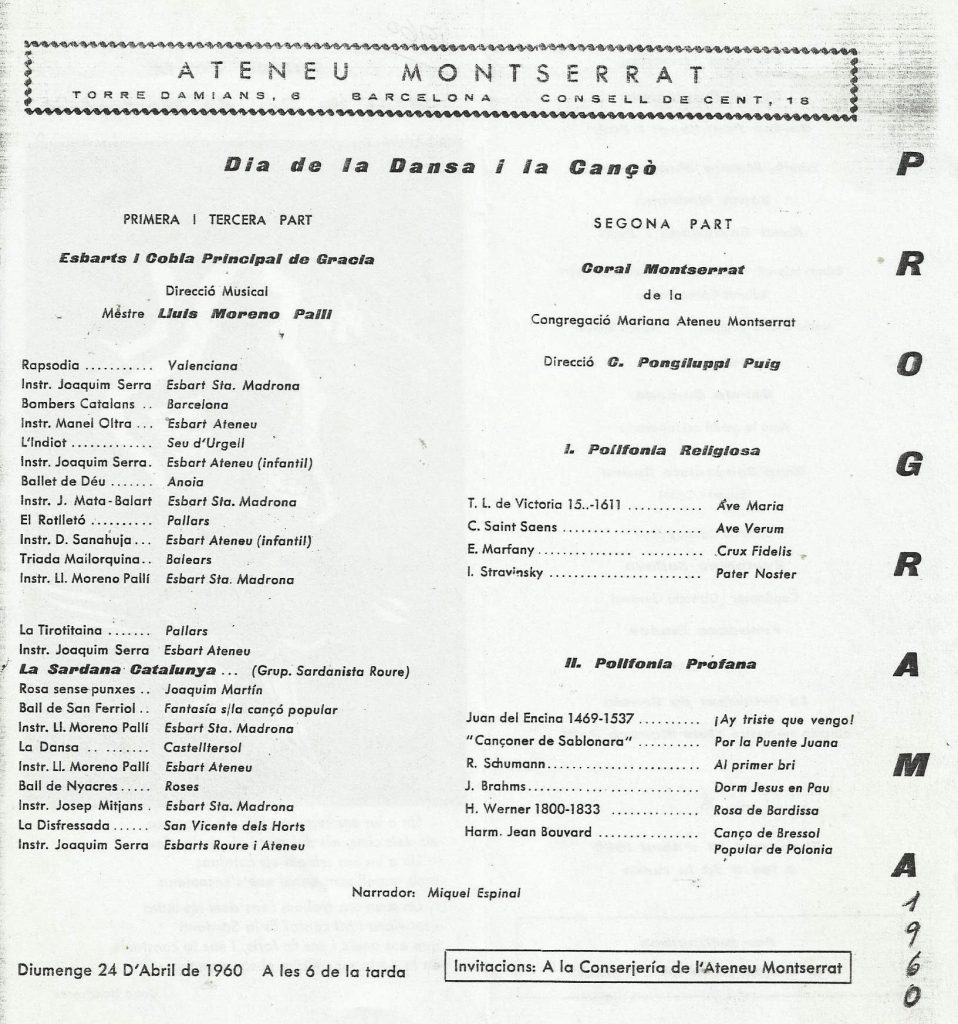 ATENEU MONTSERRAT
TORRE DAMIANS, 6 BARCELONA CONSELL DE CENT, 18
Dia de la Dansa i la Cançò
PRIMERA I TERCERA PART
Esbarts i Cobla Principal de Gracia
Direcció Musical
Mestre Lluis Moreno Palli
Rapsodia ........... Valenciana
Instr. Joaquim Serra Esbart Sta. Madrona
Bombers Catalans .. Barcelona
Instr. Manel Oltra ... Esbart Ateneu
L'Indiot ............. Seu d'Urgell
Instr. Joaquim Serra. Esbart Ateneu (infantil)
Ballet de Déu ....... Anoia
Instr. J. Mata-Balart Esbart Sta. Madrona
El Rotlletó .......... Pallars
Instr. D. Sanahuja... Esbart Ateneu (infantil)
Triada Mallorquina.. Balears
Instr. Ll. Moreno Pallí Esbart Sta. Madrona
La Tirotitaina ....... Pallars
Instr. Joaquim Serra Esbart Ateneu
La Sardana Catalunya ... (Grup. Sardanista Roure)
Rosa sense punxes .. Joaquim Martín
Ball de San Ferriol .. Fantasía s/la cançó popular
Instr. Ll. Moreno Pallí Esbart Sta. Madrona
La Dansa .. ....... Castelltersol
Instr. Ll. Moreno Pallí Esbart Ateneu
Ball de Nyacres ..... Roses
Instr. Josep Mitjans . Esbart Sta. Madrona
La Disfressada ...... San Vicente dels Horts
Instr. Joaquim Serra Esbarts Roure i Ateneu
SEGONA PART
Coral Montserrat
de la
Congregació Mariana Ateneu Montserrat
Direcció C. Pongiluppi Puig
I. Polifonia Religiosa
T. L. de Victoria 15..-1611 ............ Ave Maria
C. Saint Saens ...................... Ave Verum
E. Marfany ............ .......... Crux Fidelis
I. Stravinsky ........................ Pater Noster
II. Polifonia Profana
Juan del Encina 1469-1537 .......... ¡Ay triste que vengo!
"Cançoner de Sablonara" .......... Por la Puente Juana
R. Schumann........................ Al primer bri
J. Brahms........................... Dorm Jesus en Pau
H. Werner 1800-1833 .............. Rosa de Bardissa
Harm. Jean Bouvard ................ Canço de Bressol
Popular de Polonia
Narrador: Miquel Espinal
Diumenge 24 D'Abril de 1960 A les 6 de la tarda
Invitacions: A la Conserjería de l'Ateneu Montserrat
PROGRAMA
1960